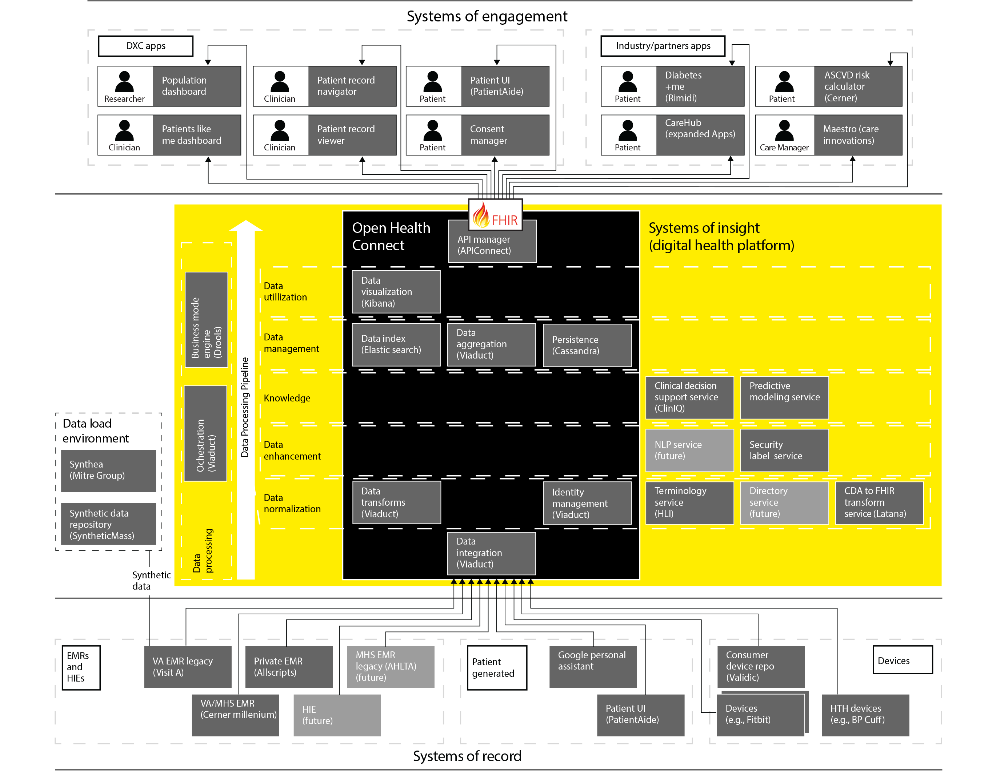 Systems of engagement
DXC apps
Industry/partners apps
Researcher
Population
dashboard
Clinician
Patient record
navigator
Patient
Patient UI
(PatientAide)
Patient
Diabetes
+me
(Rimidi)
Patient
ASCVD risk
calculator
(Cerner)
Clinician
Patients like
me dashboard
Clinician
Patient record
viewer
Patient
Consent
manager
Patient
CareHub
(expanded Apps)
Care Manager
Maestro (care
innovations)
FHIR
Open Health
Connect
API manager
(APIConnect)
Systems of insight
(digital health platform)
Business mode
engine
(Drools)
Ochestration
(Viaduct)
Data
processing
Data Processing Pipeline
Data
utillization
Data
visualization
(Kibana)
Data
management
Data index
(Elastic search)
Data
aggregation
(Viaduct)
Persistence
(Cassandra)
Knowledge
Clinical decision
support service
(ClinIQ)
Predictive
modeling service
Data
enhancement
NLP service
(future)
Security
label service
Data
normalization
Data
transforms
(Viaduct)
Identity
management
(Viaduct)
Terminology
service
(HLI)
Directory
service
(future)
CDA to FHIR
transform
service (Latana)
Data
integration
(Viaduct)
Data load
environment
Synthea
(Mitre Group)
Synthetic data
repository
(SyntheticMass)
Synthetic
data
EMRs
and
HIEs
VA EMR legacy
(Visit A)
Private EMR
(Allscripts)
MHS EMR
legacy (AHLTA)
(future)
VA/MHS EMR
(Cerner millenium)
HIE
(future)
Patient
generated
Google personal
assistant
Patient UI
(PatientAide)
Consumer
device repo
(Validic)
Devices
Devices
(e.g., Fitbit)
HTH devices
(e.g., BP Cuff)
Systems of record